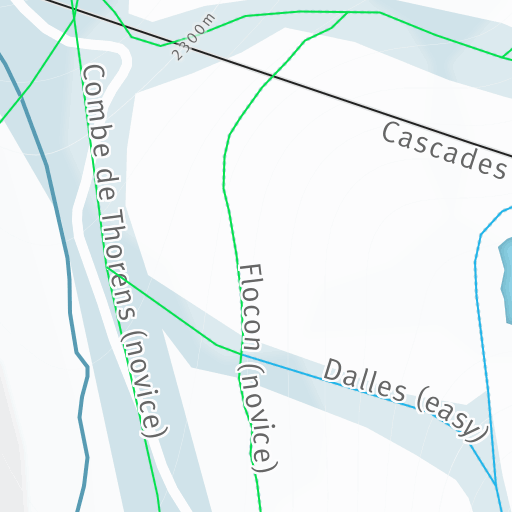 2300m
Combe de Thorens (novice)
Cascades
Flocon (novice)
Dalles (easy)